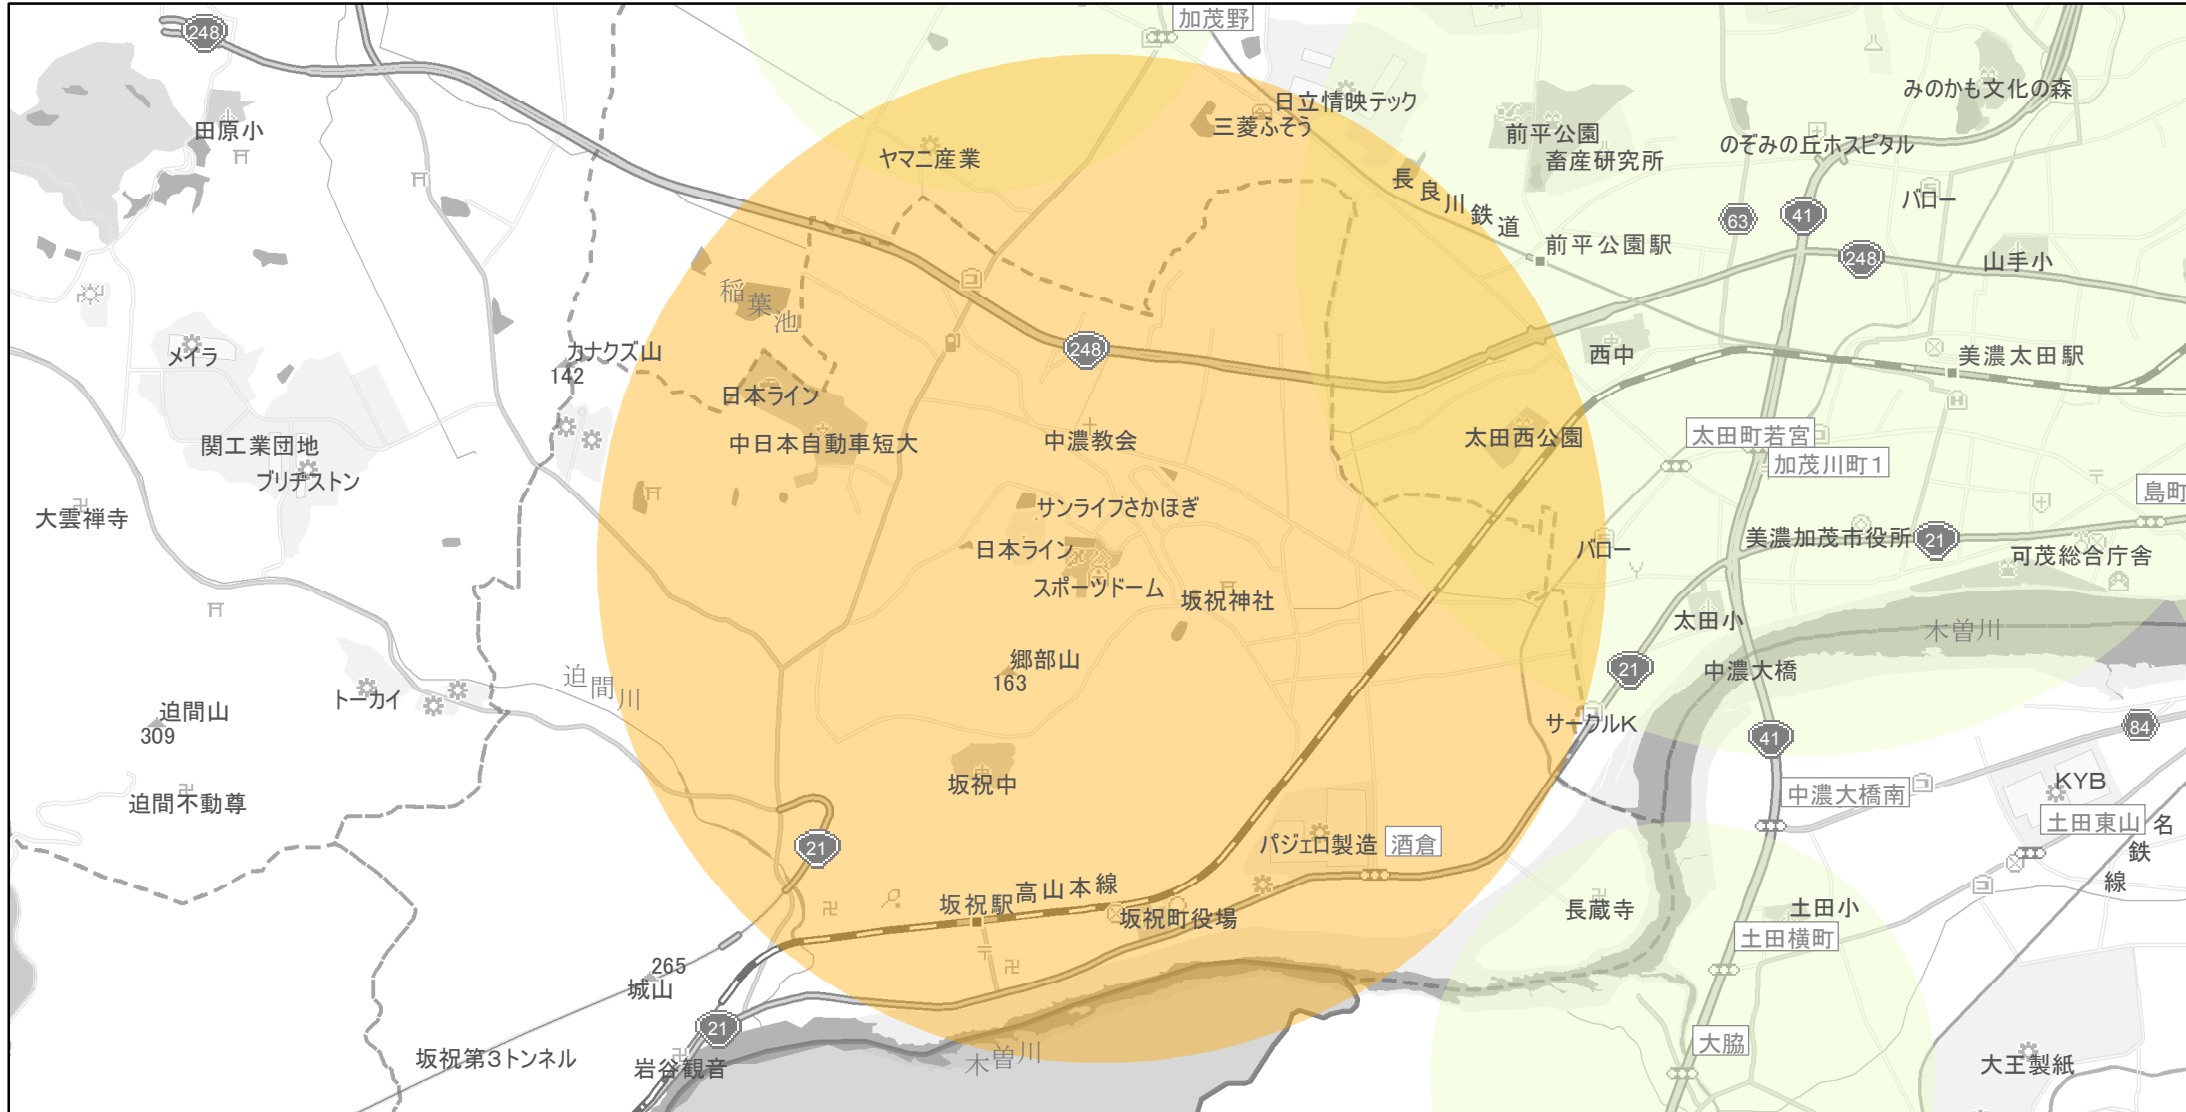 加茂野
248
日立情映テック
三菱ふそう
みのかも文化の森
田原小
前平公園
畜産研究所
のぞみの丘ホスピタル
ヤマニ産業
長良川鉄道
バロー
63
41
前平公園駅
248
山手小
稲葉池
メイラ
カナクズ山
142
248
西中
美濃太田駅
日本ライン
中日本自動車短大
中濃教会
太田西公園
太田町若宮
加茂川町1
関工業団地
ブリヂストン
島町
大雲禅寺
サンライフさかほぎ
日本ライン
スポーツドーム
バロー
美濃加茂市役所
21
可茂総合庁舎
坂祝神社
太田小
木曽川
郷部山
163
21
中濃大橋
迫間川
トーカイ
迫間山
309
サークルK
41
84
坂祝中
迫間不動尊
KYB
中濃大橋南
土田東山
名鉄線
21
パジェロ製造
酒倉
坂祝駅
高山本線
坂祝町役場
長蔵寺
土田小
土田横町
265
城山
21
大脇
坂祝第3トンネル
岩谷観音
木曽川
大王製紙